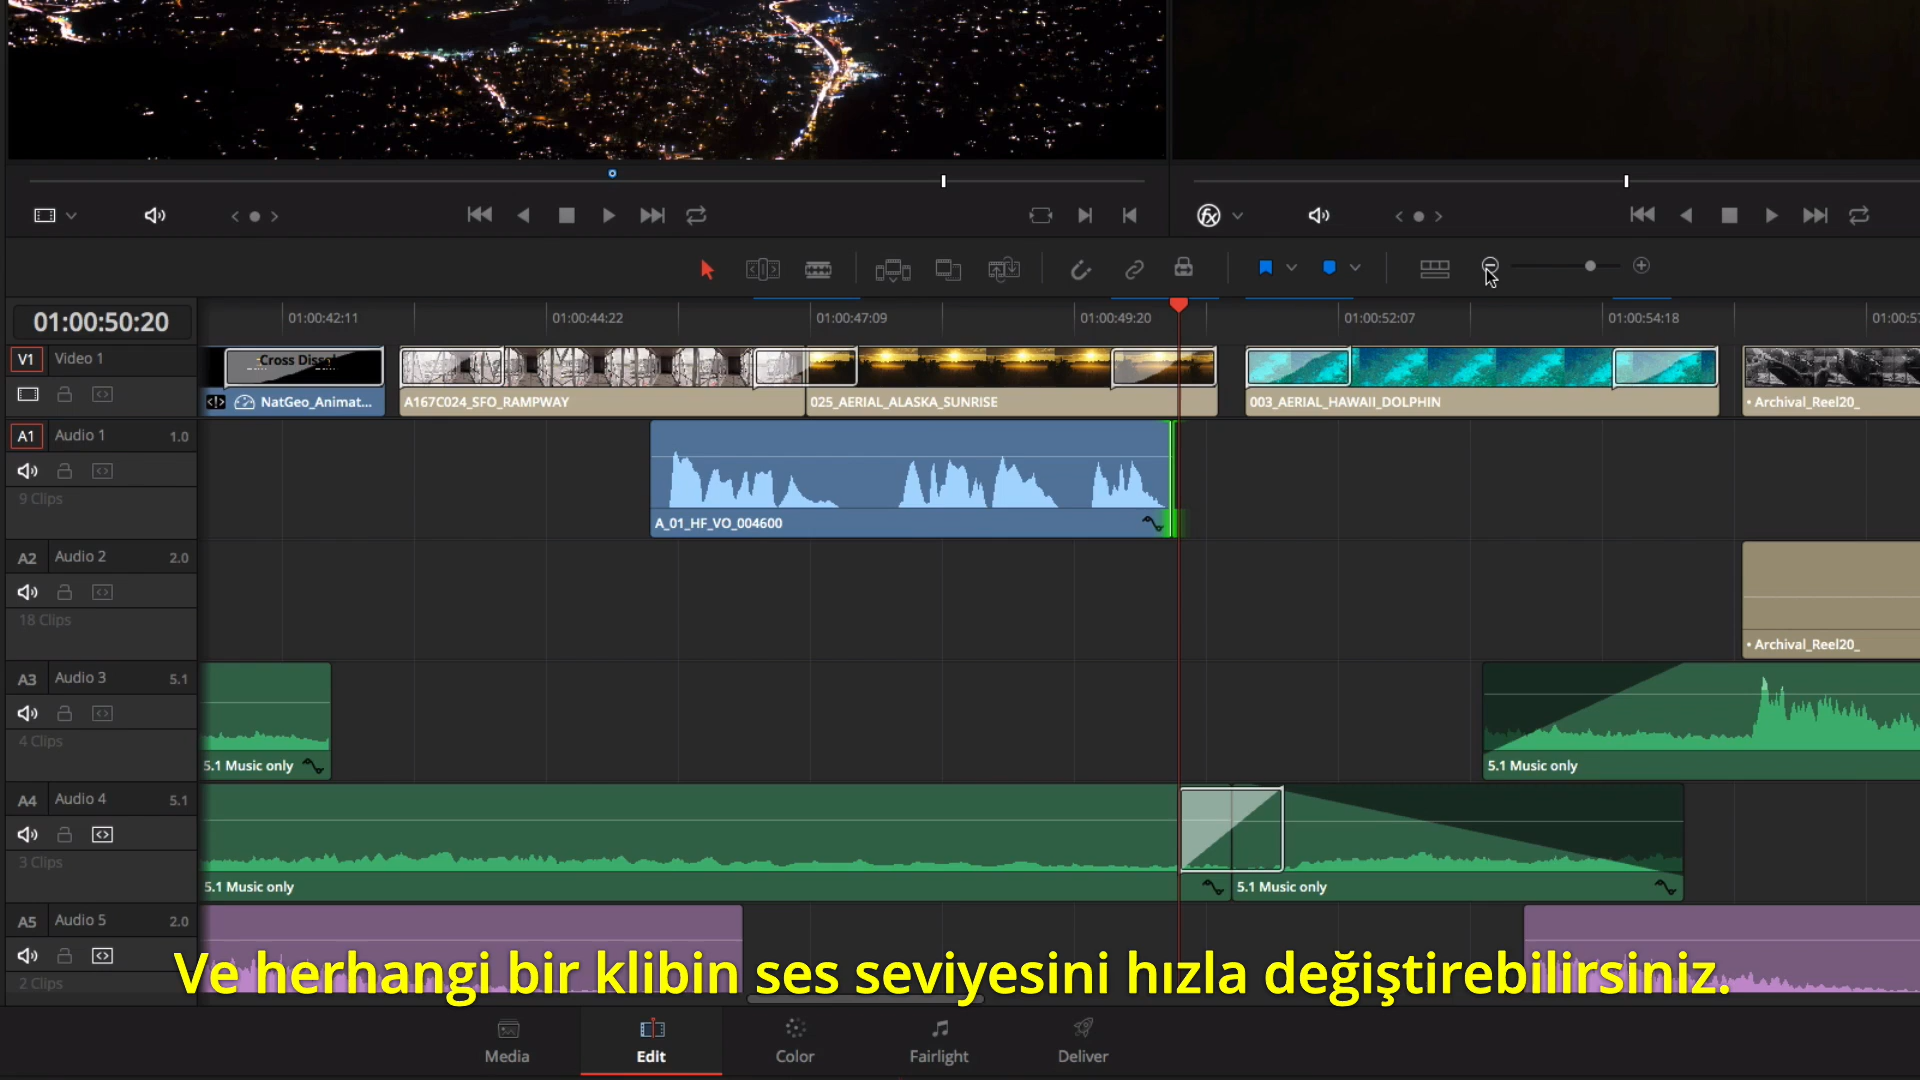 01:00:50:20
01:00:42:11
01:00:44:22
01:00:47:09
01:00:49:20
01:00:52:07
01:00:54:18
01:00:57
V1 Video 1
Cross Dissol
NatGeo_Animat...
A167C024_SFO_RAMPWAY
025_AERIAL_ALASKA_SUNRISE
003_AERIAL_HAWAII_DOLPHIN
• Archival_Reel20_
A1 Audio 1 1.0
9 Clips
A_01_HF_VO_004600
A2 Audio 2 2.0
18 Clips
• Archival_Reel20_
A3 Audio 3 5.1
4 Clips
5.1 Music only
5.1 Music only
A4 Audio 4 5.1
3 Clips
5.1 Music only
5.1 Music only
A5 Audio 5 2.0
2 Clips
Ve herhangi bir klibin ses seviyesini hızla değiştirebilirsiniz.
Media
Edit
Color
Fairlight
Deliver